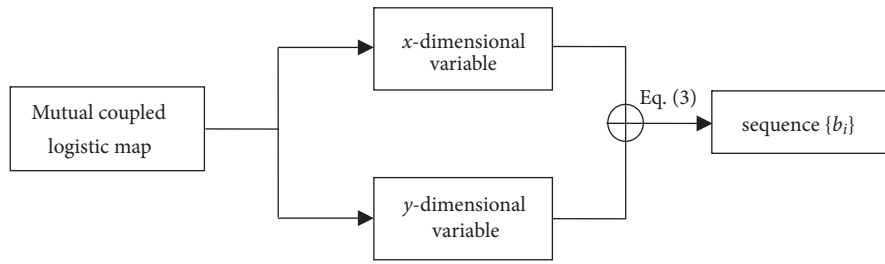 Mutual coupled
logistic map
x-dimensional
variable
y-dimensional
variable
Eq. (3)
sequence {bᵢ}